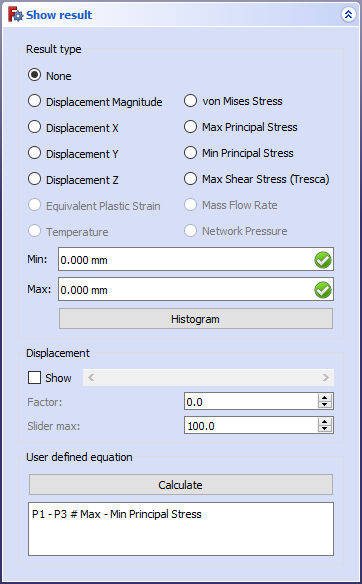 Show result
Result type
None
Displacement Magnitude
von Mises Stress
Displacement X
Max Principal Stress
Displacement Y
Min Principal Stress
Displacement Z
Max Shear Stress (Tresca)
Equivalent Plastic Strain
Mass Flow Rate
Temperature
Network Pressure
Min: 0.000 mm
Max: 0.000 mm
Histogram
Displacement
Show
Factor: 0.0
Slider max: 100.0
User defined equation
Calculate
P1 - P3 # Max - Min Principal Stress